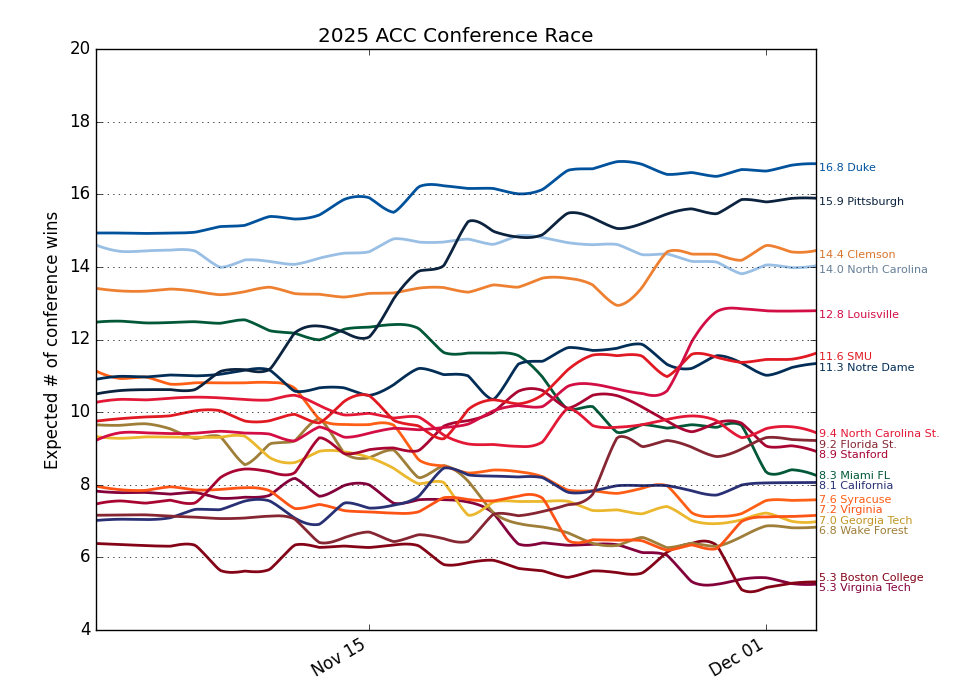 2025 ACC Conference Race
Expected # of conference wins
20
18
16
14
12
10
8
6
4
Nov 15
Dec 01
16.8 Duke
15.9 Pittsburgh
14.4 Clemson
14.0 North Carolina
12.8 Louisville
11.6 SMU
11.3 Notre Dame
9.4 North Carolina St.
9.2 Florida St.
8.9 Stanford
8.3 Miami FL
8.1 California
7.6 Syracuse
7.2 Virginia
7.0 Georgia Tech
6.8 Wake Forest
5.3 Boston College
5.3 Virginia Tech